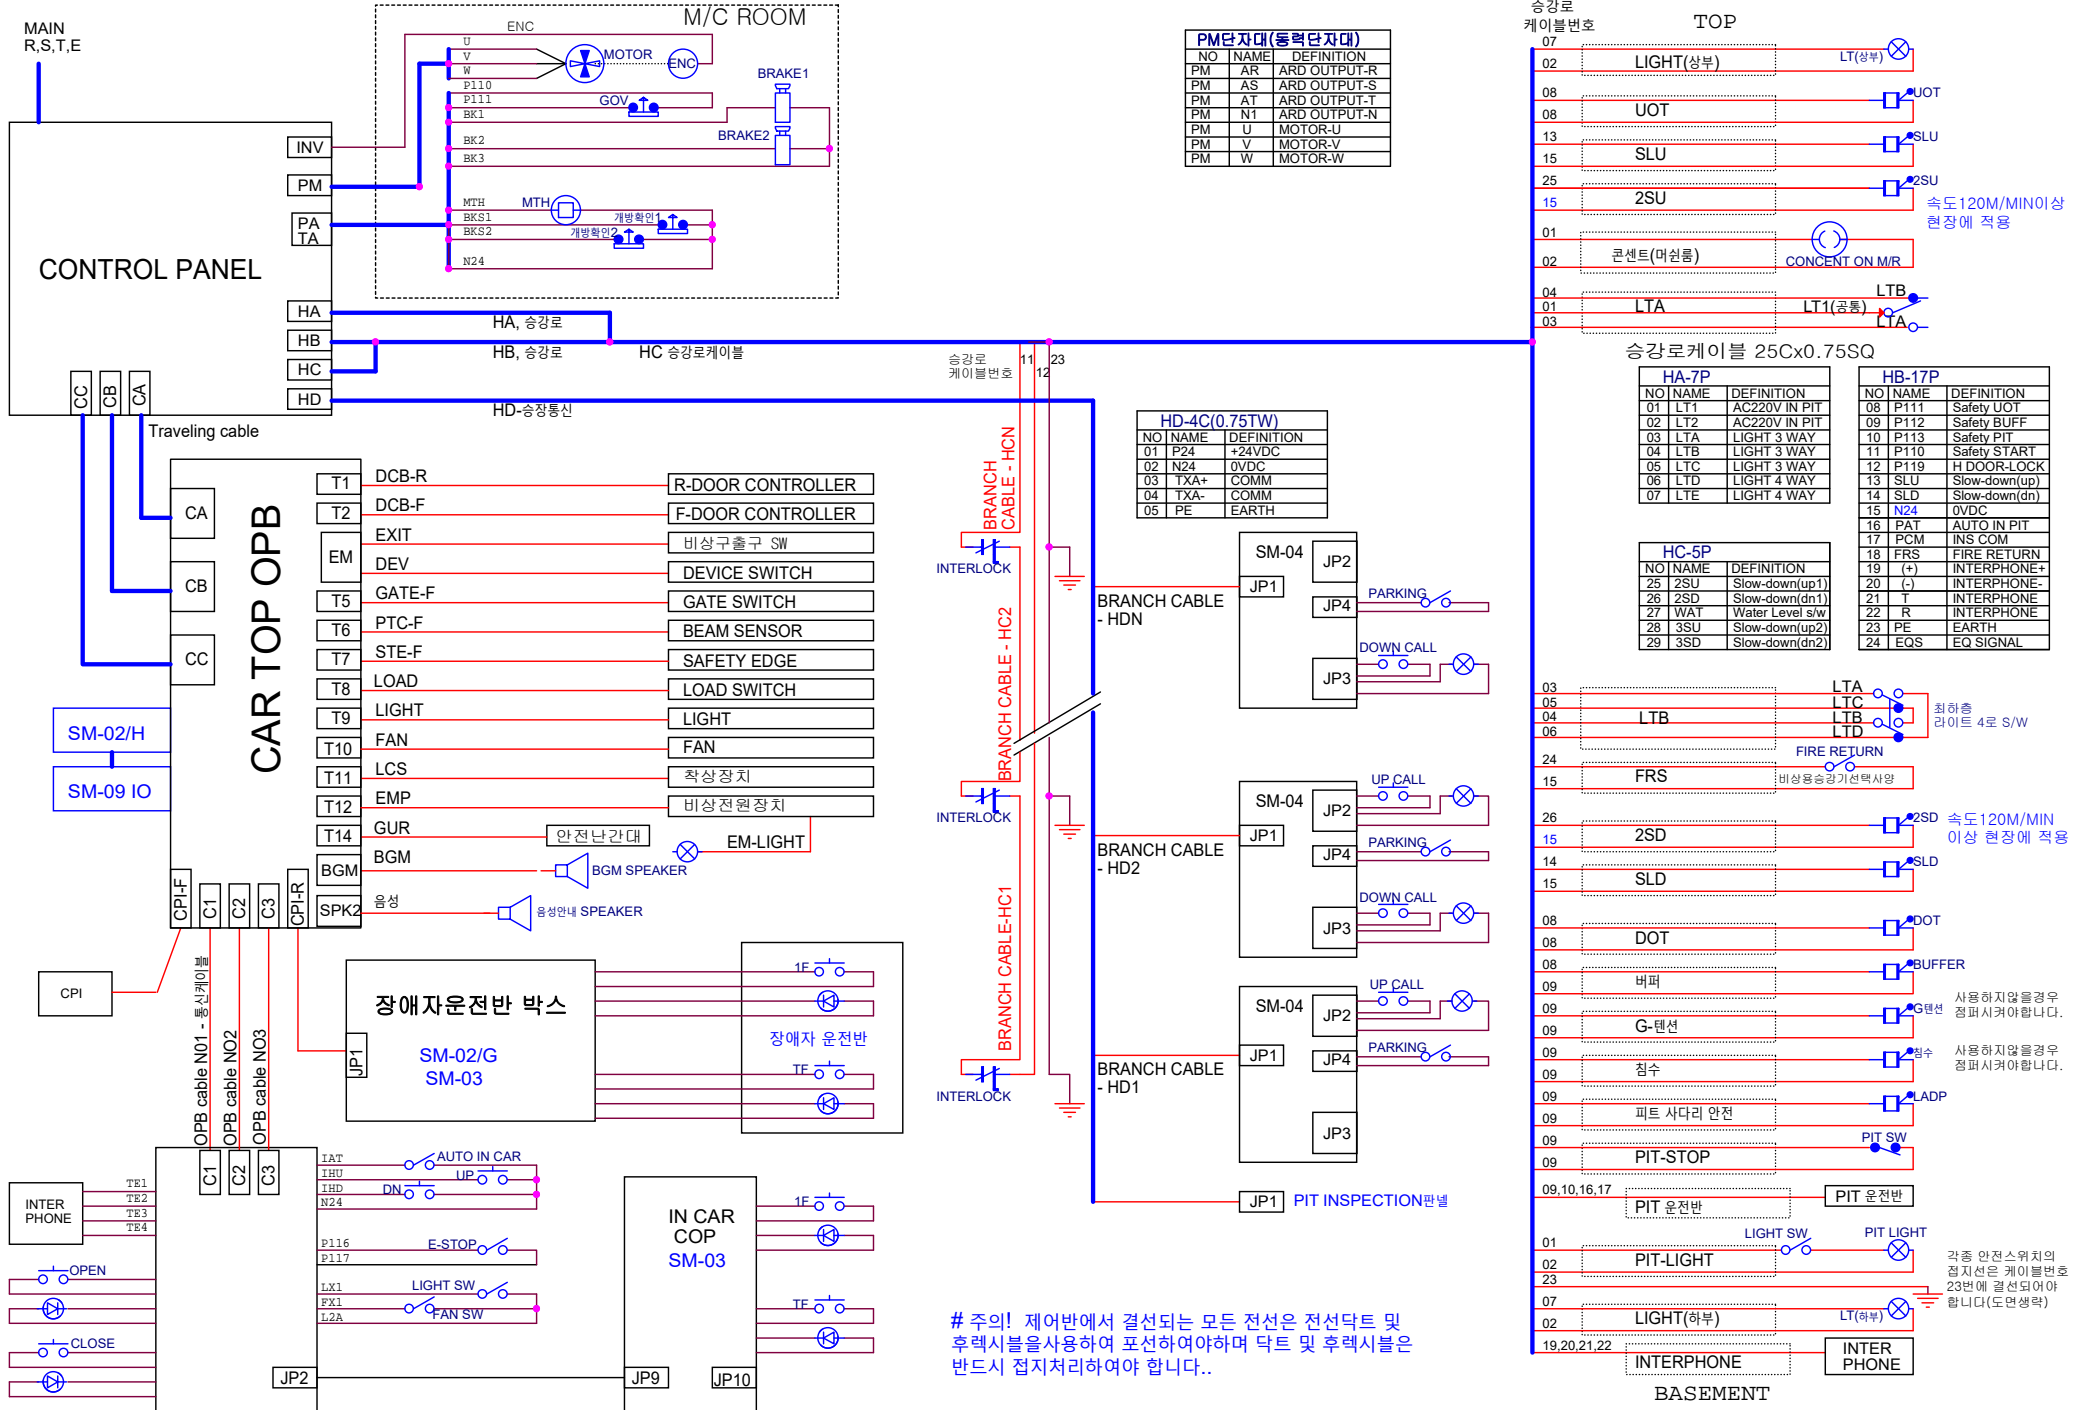 MAIN
R,S,T,E
CONTROL PANEL
INV
PM
PA
TA
HA
HB
HC
HD
CC
CB
CA
Traveling cable
M/C ROOM
ENC
U
V
W
MOTOR
ENC
P110
P111
BK1
GOV
BRAKE1
BRAKE2
BK2
BK3
MTH
MTH
BKS1
개방확인1
BKS2
개방확인2
N24
HA, 승강로
HB, 승강로
HC 승강로케이블
HD-승장통신
PM단자대(동력단자대)
NO NAME DEFINITION
PM AR ARD OUTPUT-R
PM AS ARD OUTPUT-S
PM AT ARD OUTPUT-T
PM N1 ARD OUTPUT-N
PM U MOTOR-U
PM V MOTOR-V
PM W MOTOR-W
승강로
케이블번호
TOP
07
02
LIGHT(상부)
LT(상부)
08
08
UOT
UOT
13
15
SLU
SLU
25
15
2SU
2SU
속도120M/MIN이상
현장에 적용
01
02
콘센트(머쉰룸)
CONCENT ON M/R
04
01
03
LTA
LTB
LT1(공통)
LTA
승강로케이블 25Cx0.75SQ
HA-7P
NO NAME DEFINITION
01 LT1 AC220V IN PIT
02 LT2 AC220V IN PIT
03 LTA LIGHT 3 WAY
04 LTB LIGHT 3 WAY
05 LTC LIGHT 3 WAY
06 LTD LIGHT 4 WAY
07 LTE LIGHT 4 WAY
HB-17P
NO NAME DEFINITION
08 P111 Safety UOT
09 P112 Safety BUFF
10 P113 Safety PIT
11 P110 Safety START
12 P119 H DOOR-LOCK
13 SLU Slow-down(up)
14 SLD Slow-down(dn)
15 N24 0VDC
16 PAT AUTO IN PIT
17 PCM INS COM
18 FRS FIRE RETURN
19 (+) INTERPHONE+
20 (-) INTERPHONE-
21 T INTERPHONE
22 R INTERPHONE
23 PE EARTH
24 EQS EQ SIGNAL
HC-5P
NO NAME DEFINITION
25 2SU Slow-down(up1)
26 2SD Slow-down(dn1)
27 WAT Water Level s/w
28 3SU Slow-down(up2)
29 3SD Slow-down(dn2)
승강로
케이블번호
11
12
23
HD-4C(0.75TW)
NO NAME DEFINITION
01 P24 +24VDC
02 N24 0VDC
03 TXA+ COMM
04 TXA- COMM
05 PE EARTH
CAR TOP OPB
CA
CB
CC
SM-02/H
SM-09 IO
T1 DCB-R R-DOOR CONTROLLER
T2 DCB-F F-DOOR CONTROLLER
EM
EXIT 비상구출구 SW
DEV DEVICE SWITCH
T5 GATE-F GATE SWITCH
T6 PTC-F BEAM SENSOR
T7 STE-F SAFETY EDGE
T8 LOAD LOAD SWITCH
T9 LIGHT LIGHT
T10 FAN FAN
T11 LCS 착상장치
T12 EMP 비상전원장치
T14 GUR 안전난간대
EM-LIGHT
BGM BGM BGM SPEAKER
SPK2 음성 음성안내 SPEAKER
CPI-F
C1
C2
C3
CPI-R
CPI
OPB cable N01 - 통신케이블
OPB cable NO2
OPB cable NO3
장애자운전반 박스
SM-02/G
SM-03
JP1
1F
장애자 운전반
TF
BRANCH
CABLE - HCN
INTERLOCK
BRANCH CABLE - HC2
INTERLOCK
BRANCH CABLE-HC1
INTERLOCK
BRANCH CABLE
- HDN
SM-04
JP1
JP2
JP4
JP3
PARKING
DOWN CALL
BRANCH CABLE
- HD2
SM-04
JP1
JP2
JP4
JP3
UP CALL
PARKING
DOWN CALL
BRANCH CABLE
- HD1
SM-04
JP1
JP2
JP4
JP3
UP CALL
PARKING
JP1 PIT INSPECTION판넬
03
05
04
06
LTB
LTA
LTC
LTB
LTD
최하층
라이트 4로 S/W
24
15
FRS
FIRE RETURN
비상용승강기선택사양
26
15
2SD
2SD
속도120M/MIN
이상 현장에 적용
14
15
SLD
SLD
08
08
DOT
DOT
08
09
버퍼
BUFFER
09
09
G-텐션
G텐션
사용하지않을경우
점퍼시켜야합니다.
09
09
침수
침수
사용하지않을경우
점퍼시켜야합니다.
09
09
피트 사다리 안전
LADP
09
09
PIT-STOP
PIT SW
09,10,16,17
PIT 운전반
PIT 운전반
01
02
PIT-LIGHT
LIGHT SW
PIT LIGHT
23
각종 안전스위치의
접지선은 케이블번호
23번에 결선되어야
합니다(도면생략)
07
02
LIGHT(하부)
LT(하부)
19,20,21,22
INTERPHONE
INTER
PHONE
BASEMENT
INTER
PHONE
TE1
TE2
TE3
TE4
OPEN
CLOSE
C1
C2
C3
IAT
IHU
IHD
N24
AUTO IN CAR
UP
DN
P116
P117
E-STOP
LX1
FX1
L2A
LIGHT SW
FAN SW
JP2
IN CAR
COP
SM-03
JP9
JP10
1F
TF
# 주의! 제어반에서 결선되는 모든 전선은 전선닥트 및
후렉시블을사용하여 포선하여야하며 닥트 및 후렉시블은
반드시 접지처리하여야 합니다..